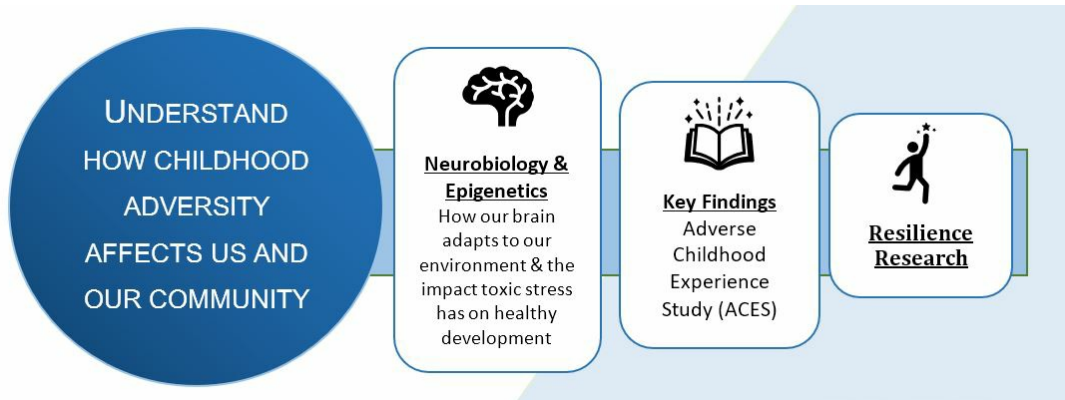 UNDERSTAND
HOW CHILDHOOD
ADVERSITY
AFFECTS US AND
OUR COMMUNITY
Neurobiology &
Epigenetics
How our brain
adapts to our
environment & the
impact toxic stress
has on healthy
development
Key Findings
Adverse
Childhood
Experience
Study (ACES)
Resilience
Research